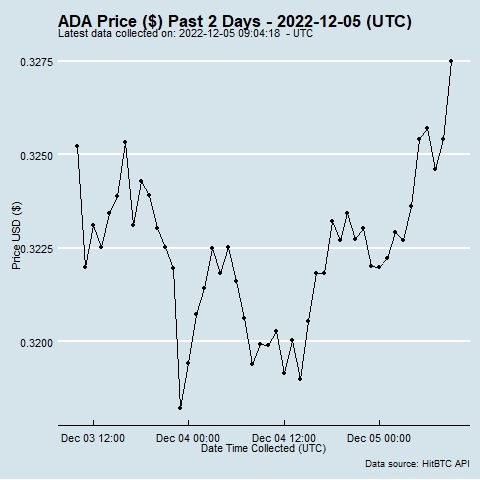 ADA Price ($) Past 2 Days - 2022-12-05 (UTC)
Latest data collected on: 2022-12-05 09:04:18 - UTC
0.3275
0.3250
0.3225
0.3200
Price USD ($)
Dec 03 12:00
Dec 04 00:00
Dec 04 12:00
Dec 05 00:00
Date Time Collected (UTC)
Data source: HitBTC API